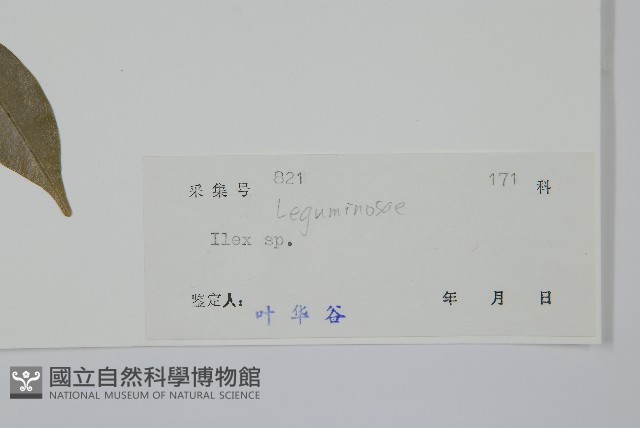 采集号 821 171 科
Leguminosae
Ilex sp.
鉴定人: 叶华谷 年 月 日
國立自然科學博物館
NATIONAL MUSEUM OF NATURAL SCIENCE